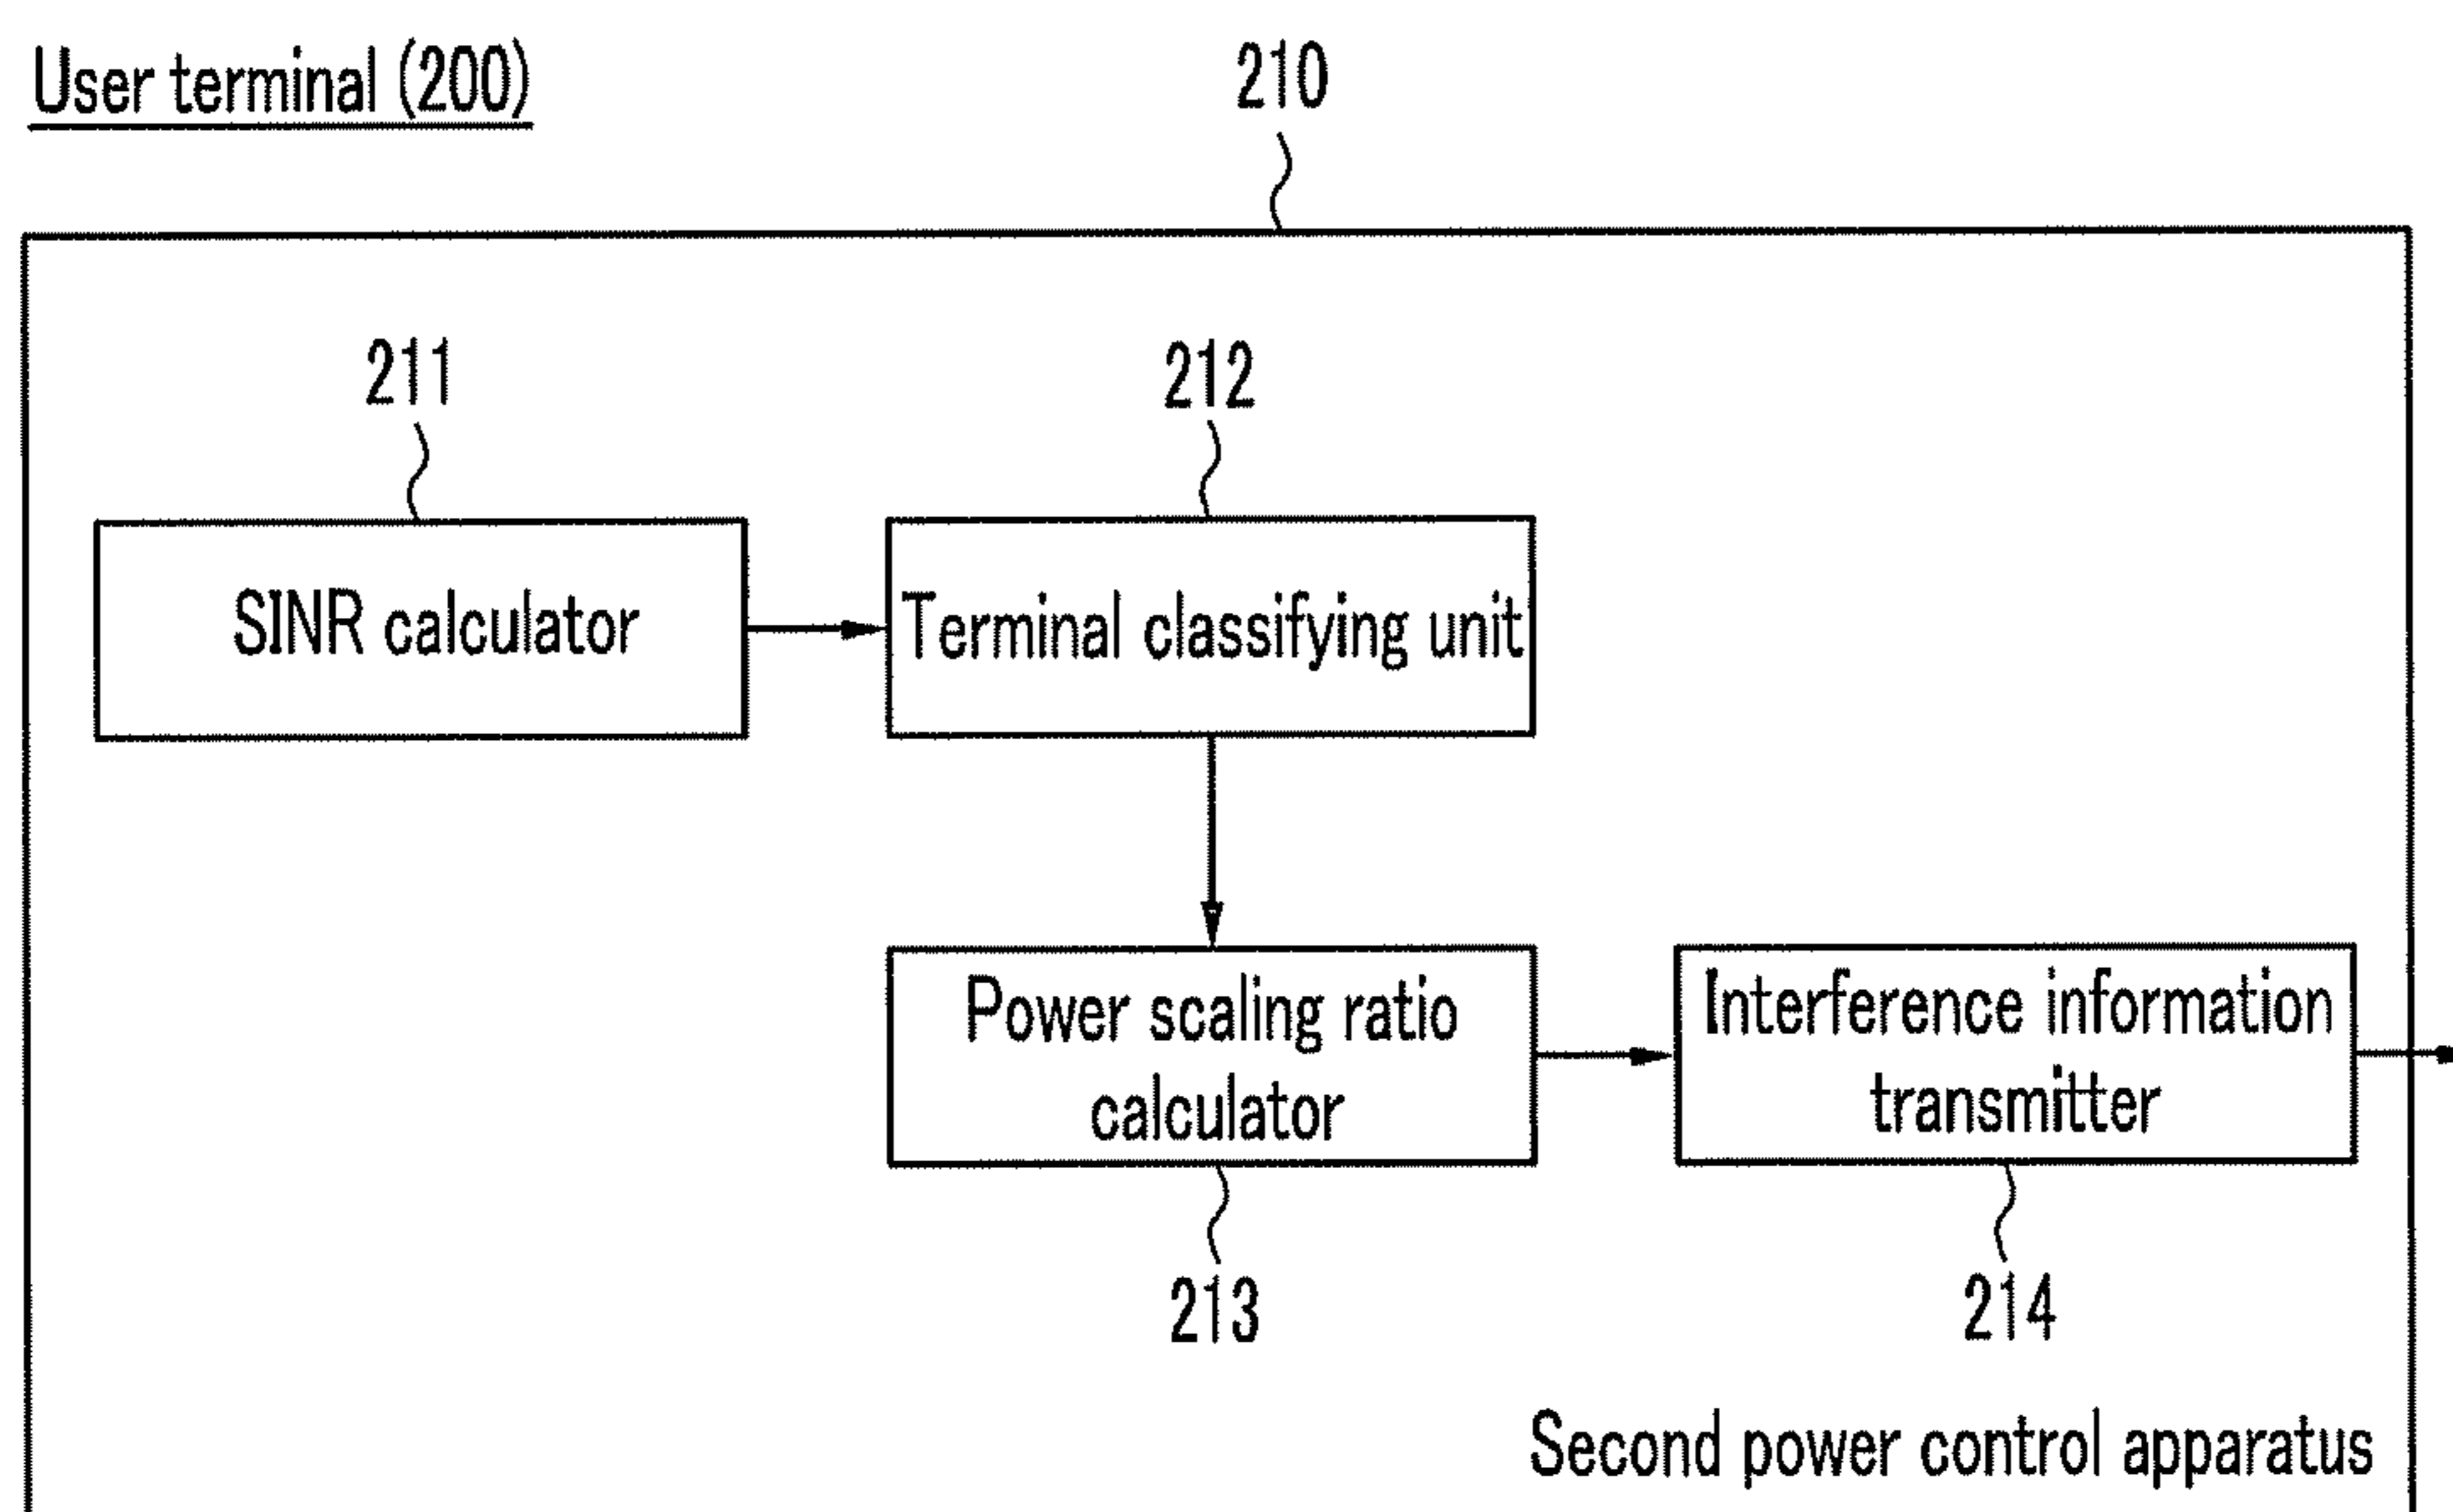 User terminal (200)
210
211
212
SINR calculator
Terminal classifying unit
Power scaling ratio
calculator
Interference information
transmitter
213
214
Second power control apparatus